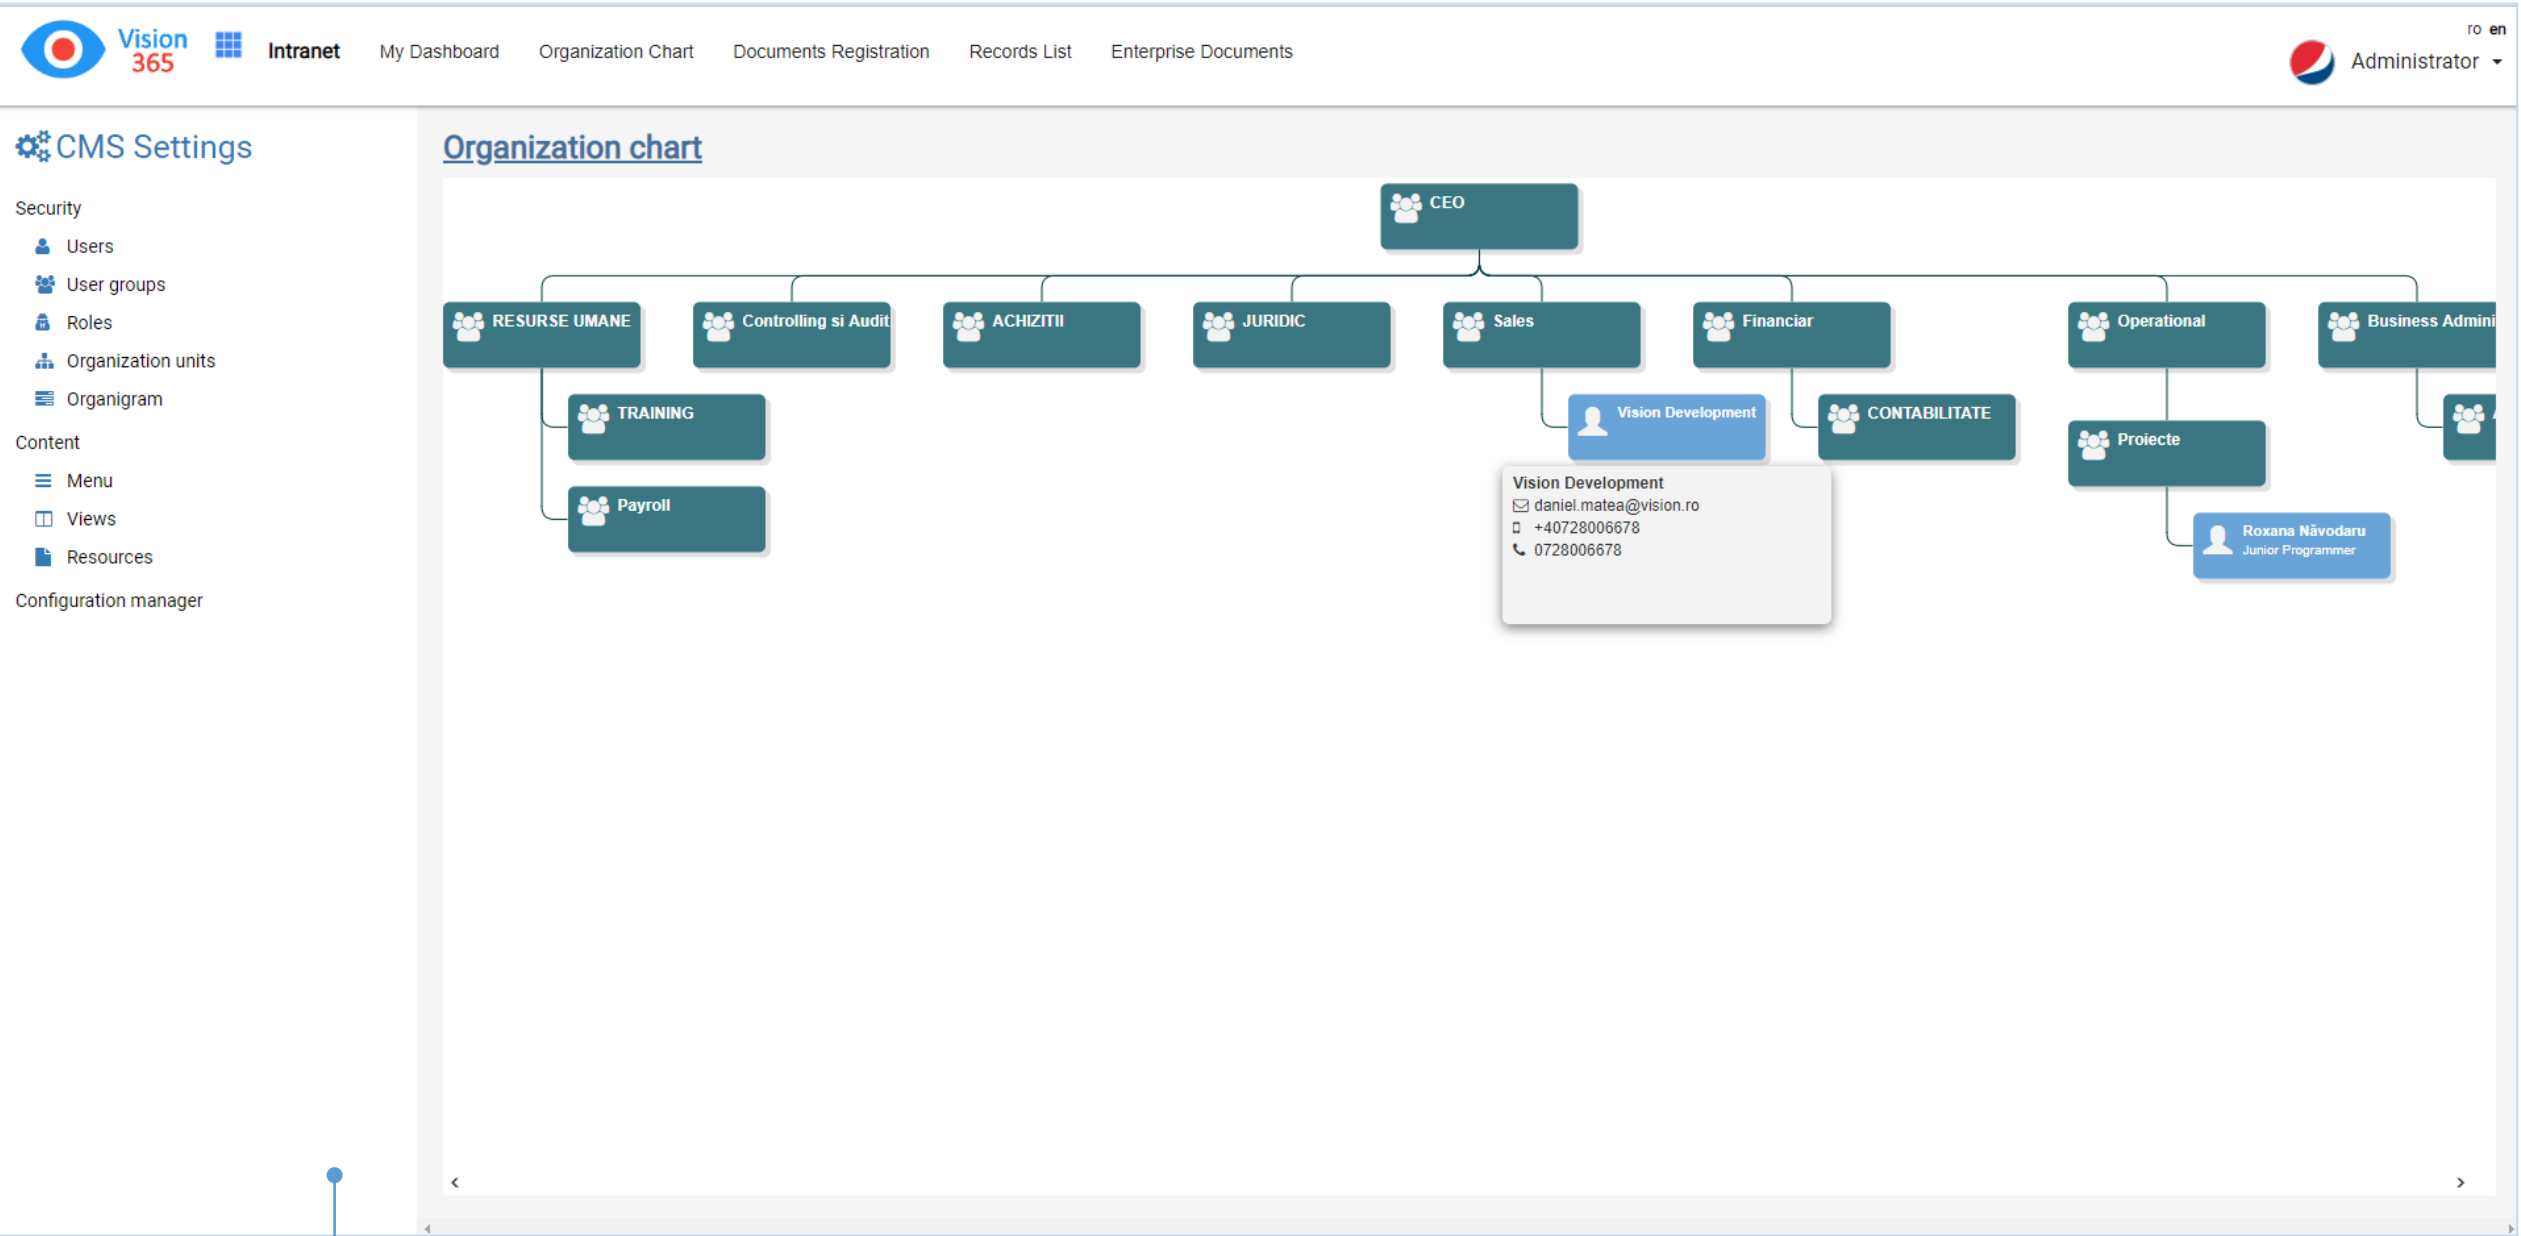 Vision
365
Intranet
My Dashboard
Organization Chart
Documents Registration
Records List
Enterprise Documents
ro en
Administrator
CMS Settings
Security
Users
User groups
Roles
Organization units
Organigram
Content
Menu
Views
Resources
Configuration manager
Organization chart
CEO
RESURSE UMANE
Controlling si Audit
ACHIZITII
JURIDIC
Sales
Financiar
Operational
Business Admini
TRAINING
Vision Development
CONTABILITATE
Proiecte
Payroll
Vision Development
daniel.matea@vision.ro
+40728006678
0728006678
Roxana Năvodaru
Junior Programmer